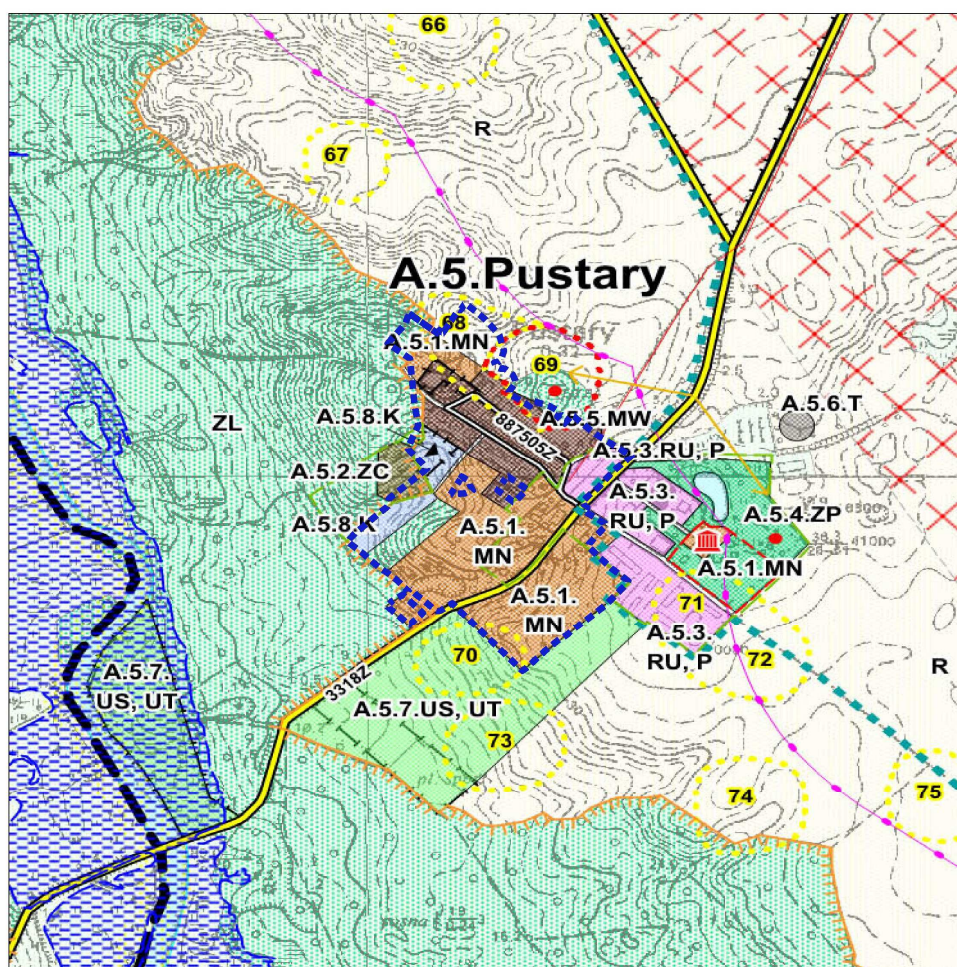 66
R
67
A.5.Pustary
68
A.5.1.MN
69
A.5.8.K
A.5.5.MW
887505Z
A.5.6.T
ZL
A.5.3.RU, P
A.5.2.ZC
A.5.3.
RU, P
A.5.4.ZP
A.5.8.K
A.5.1.
MN
A.5.1.MN
A.5.1.
MN
71
A.5.3.
RU, P
70
72
R
A.5.7.
US, UT
3318Z
A.5.7.US, UT
73
74
75